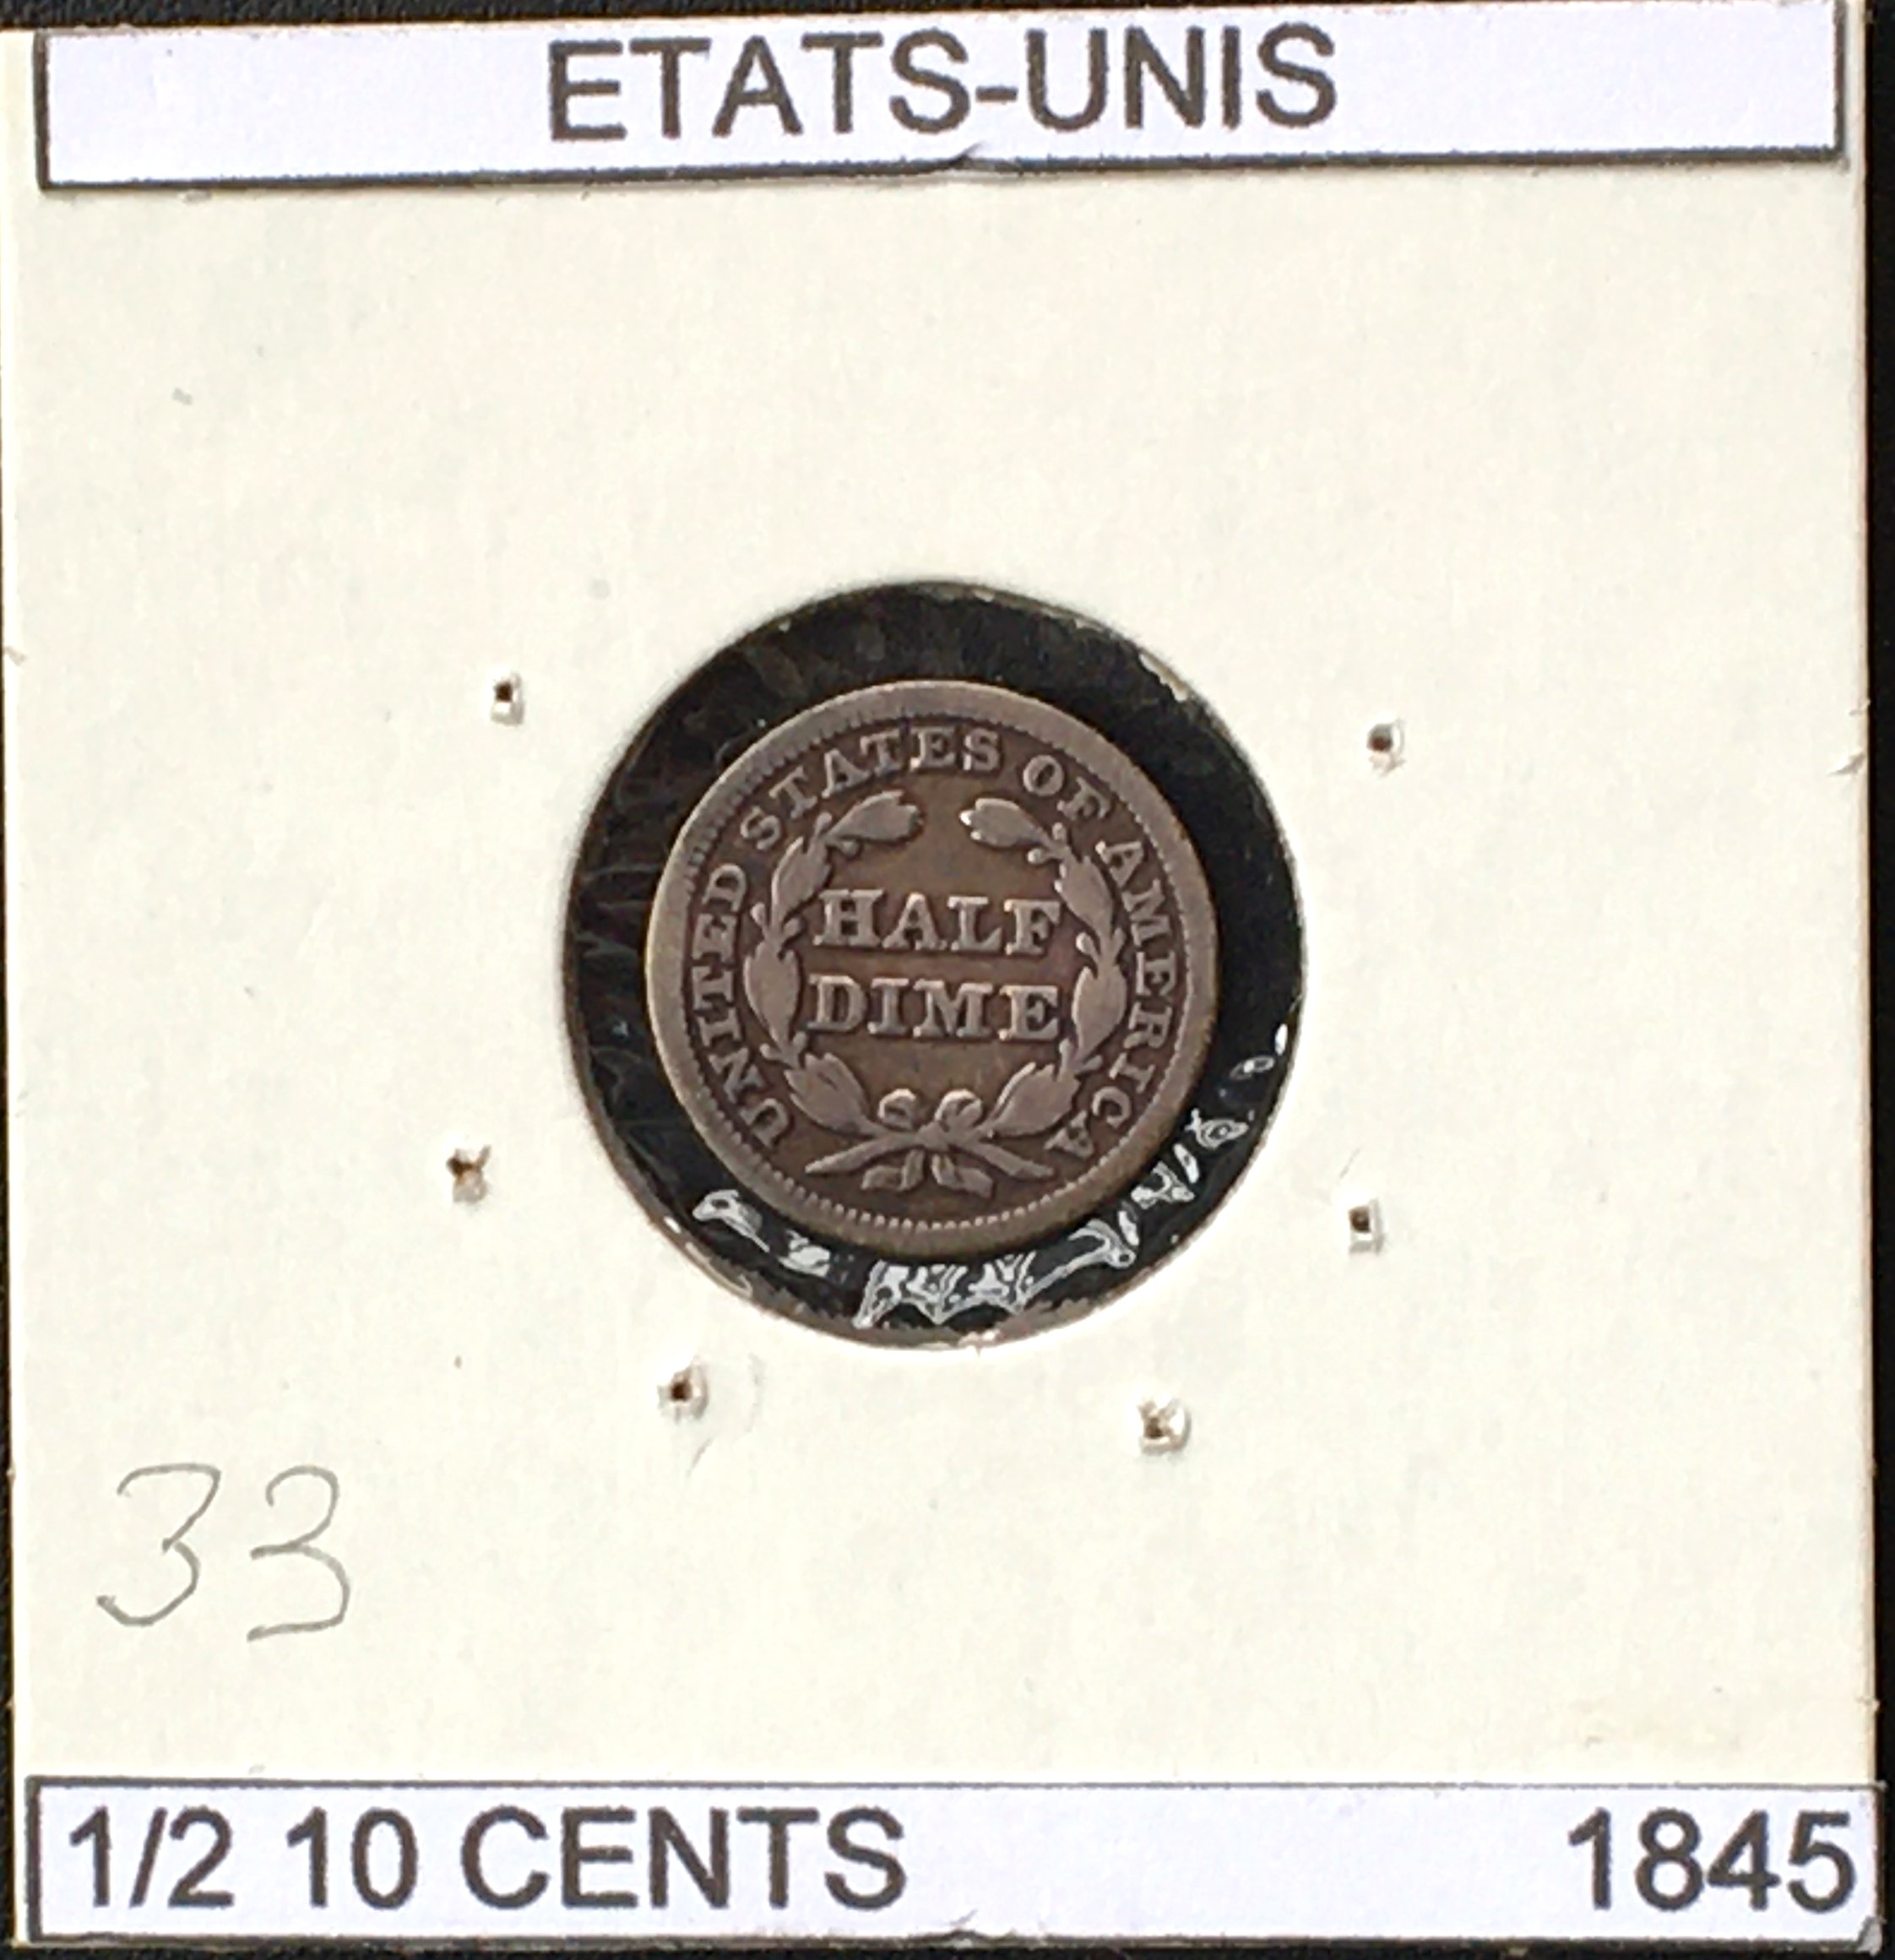 ETATS-UNIS
UNITED STATES OF AMERICA
HALF
DIME
33
1/2 10 CENTS 1845